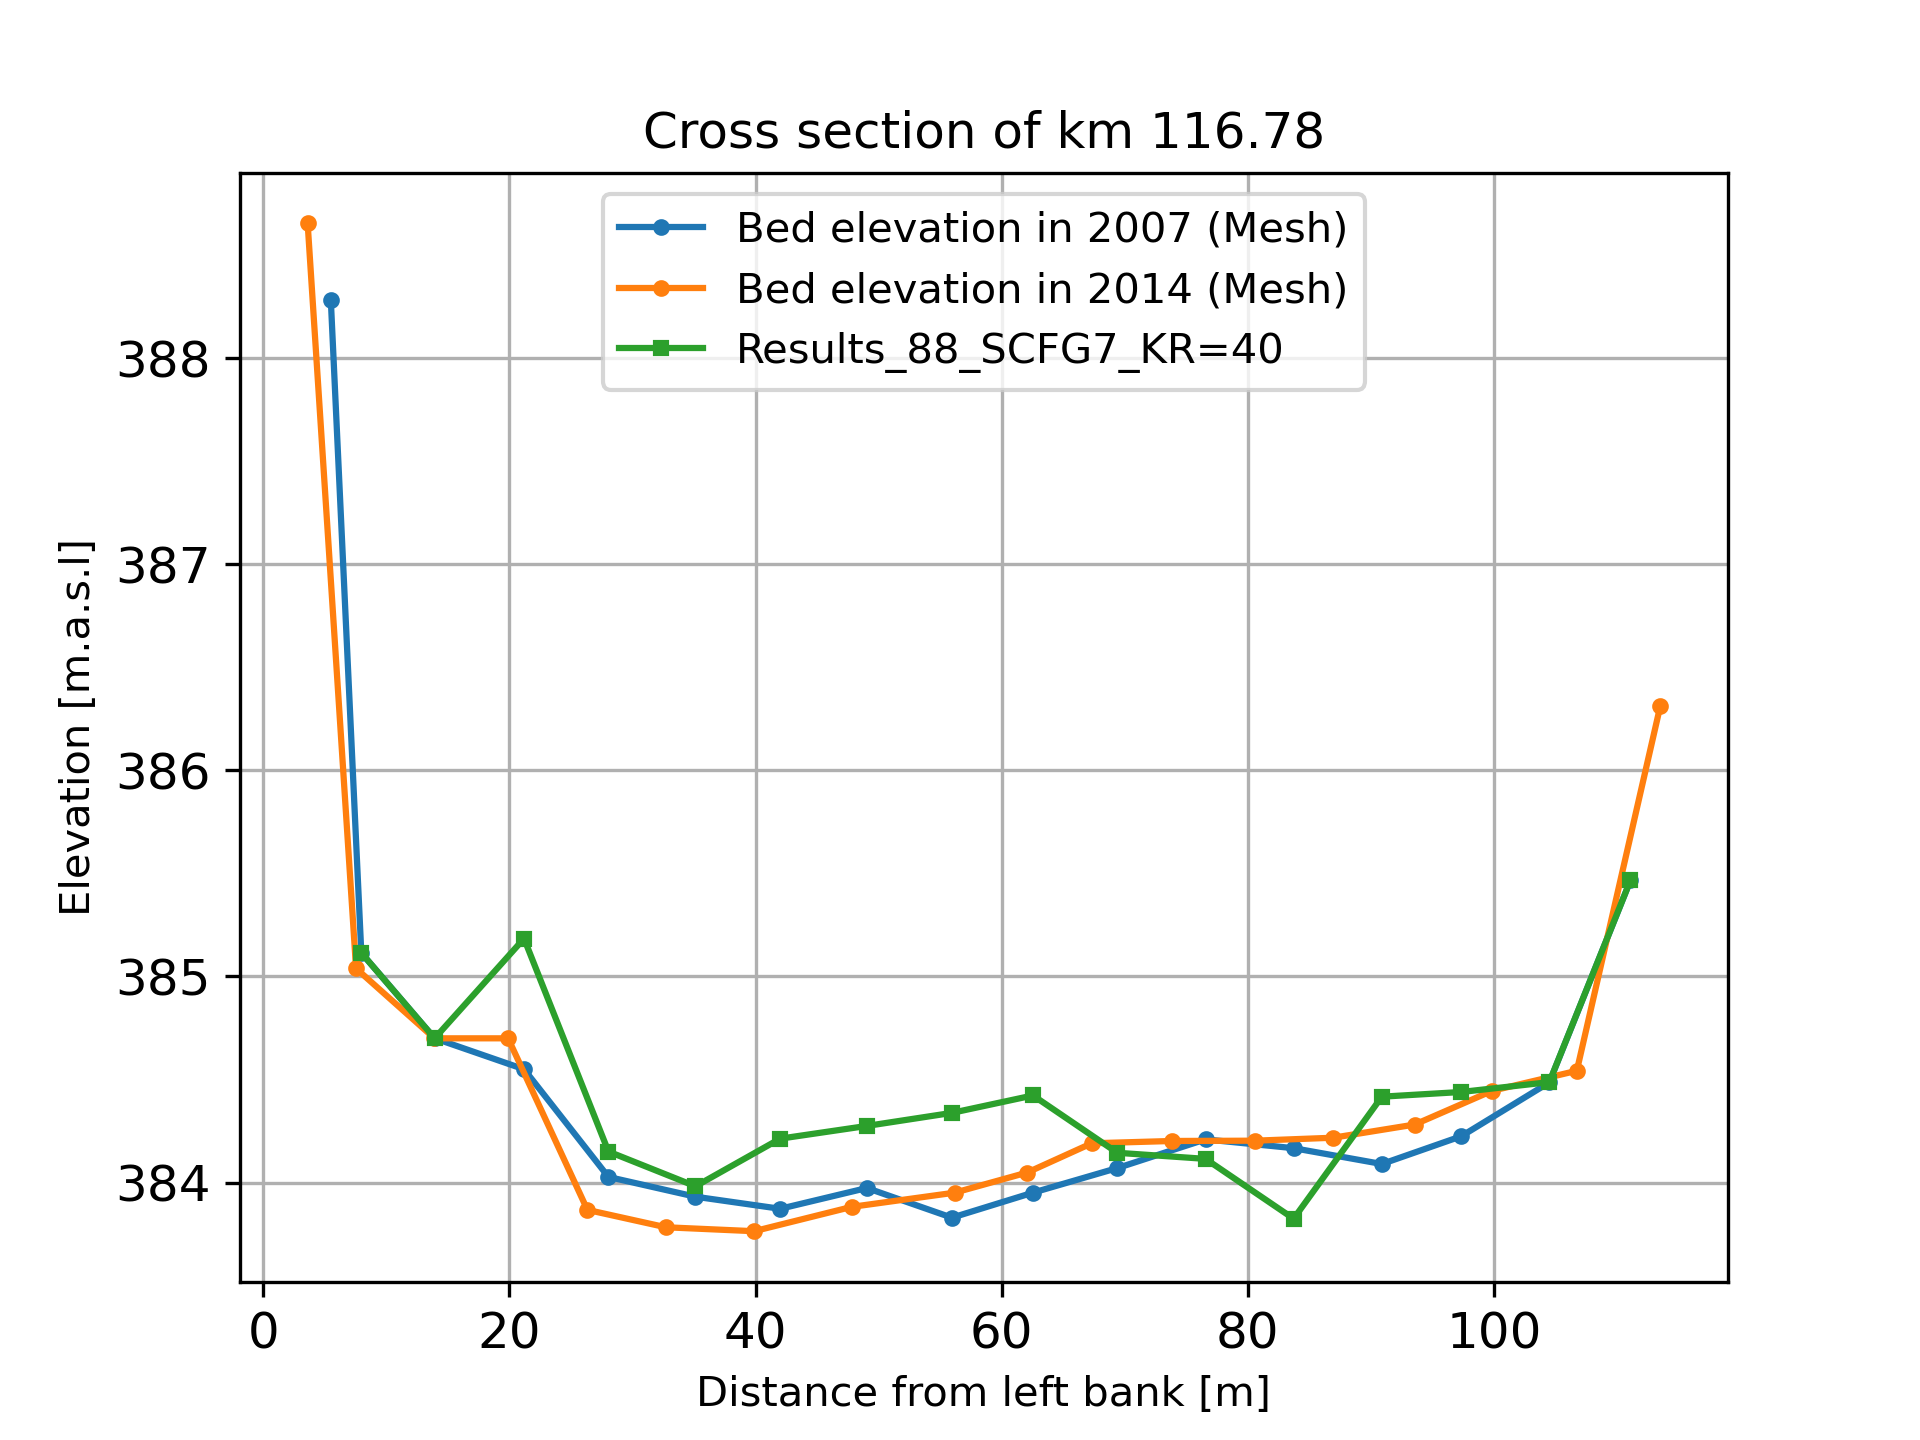 Cross section of km 116.78
Bed elevation in 2007 (Mesh)
Bed elevation in 2014 (Mesh)
Results_88_SCFG7_KR=40
388
387
386
385
384
Elevation [m.a.s.l]
0 20 40 60 80 100
Distance from left bank [m]